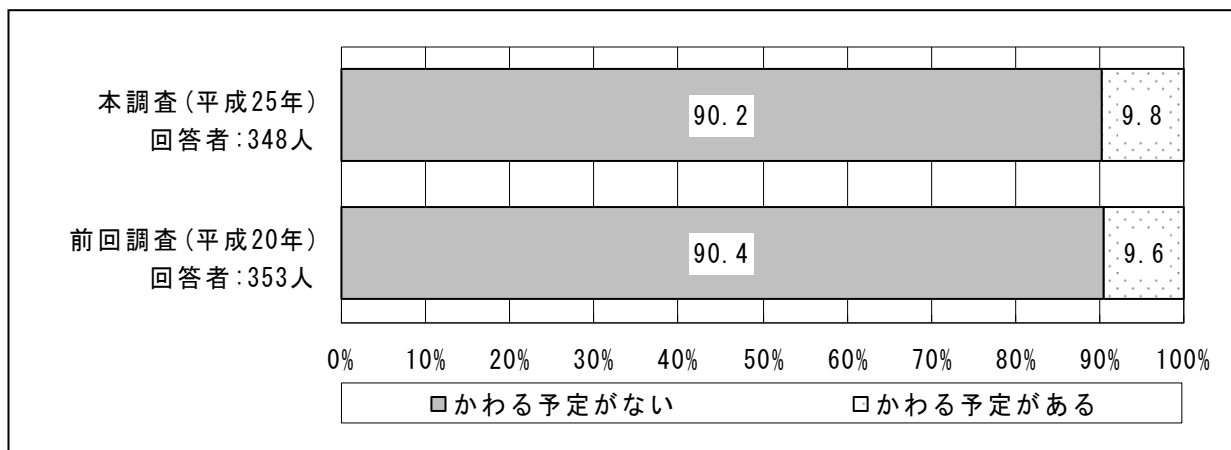 本調査(平成25年)
回答者:348人
90.2
9.8
前回調査(平成20年)
回答者:353人
90.4
9.6
0% 10% 20% 30% 40% 50% 60% 70% 80% 90% 100%
かわる予定がない かわる予定がある